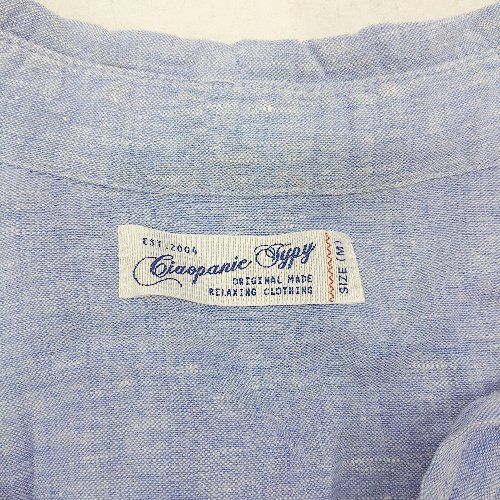 EST. 2004
Ciaopanic Typy
ORIGINAL MADE
RELAXING CLOTHING
SIZE (M)